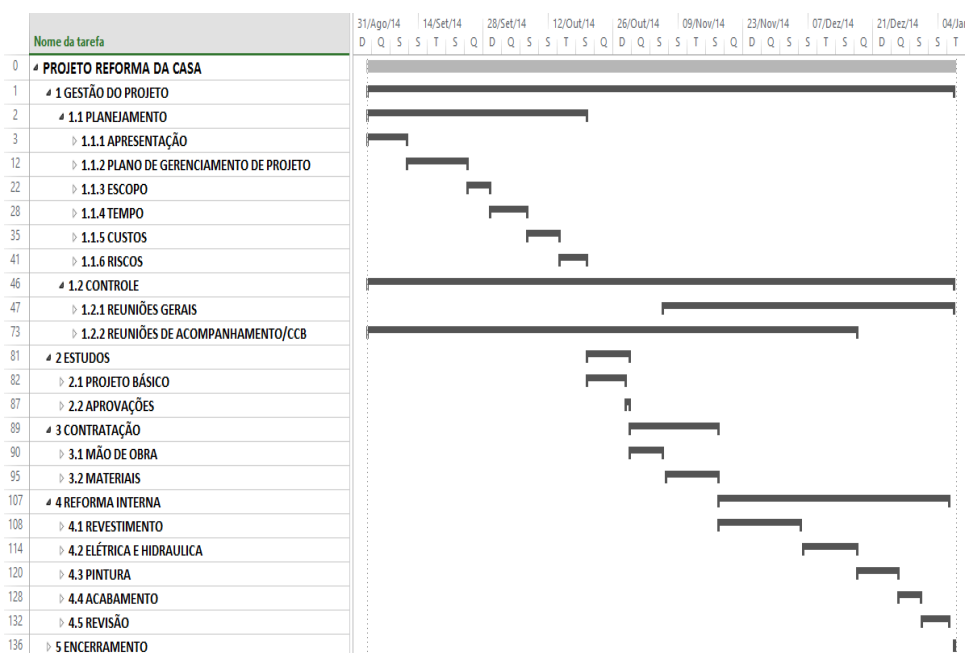 31/Ago/14 14/Set/14 28/Set/14 12/Out/14 26/Out/14 09/Nov/14 23/Nov/14 07/Dez/14 21/Dez/14 04/Jan
Nome da tarefa D Q S S T S Q D Q S S T S Q D Q S S T S Q D Q S S T S Q D Q S S T
0 PROJETO REFORMA DA CASA
1 1 GESTÃO DO PROJETO
2 1.1 PLANEJAMENTO
3 1.1.1 APRESENTAÇÃO
12 1.1.2 PLANO DE GERENCIAMENTO DE PROJETO
22 1.1.3 ESCOPO
28 1.1.4 TEMPO
35 1.1.5 CUSTOS
41 1.1.6 RISCOS
46 1.2 CONTROLE
47 1.2.1 REUNIÕES GERAIS
73 1.2.2 REUNIÕES DE ACOMPANHAMENTO/CCB
81 2 ESTUDOS
82 2.1 PROJETO BÁSICO
87 2.2 APROVAÇÕES
89 3 CONTRATAÇÃO
90 3.1 MÃO DE OBRA
95 3.2 MATERIAIS
107 4 REFORMA INTERNA
108 4.1 REVESTIMENTO
114 4.2 ELÉTRICA E HIDRAULICA
120 4.3 PINTURA
128 4.4 ACABAMENTO
132 4.5 REVISÃO
136 5 ENCERRAMENTO